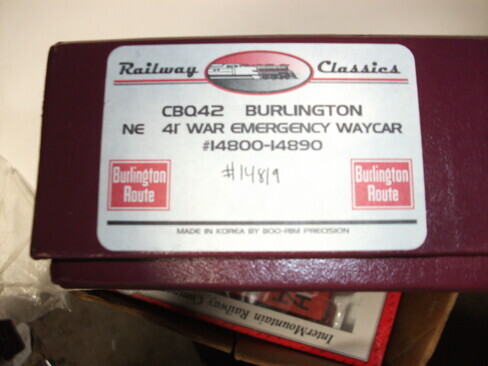 Railway Classics
CBQ42 BURLINGTON
NE 41' WAR EMERGENCY WAYCAR
#14800-14890
#14819
Burlington Route
Burlington Route
MADE IN KOREA BY BOO-RIM PRECISION
InterMountain Railway